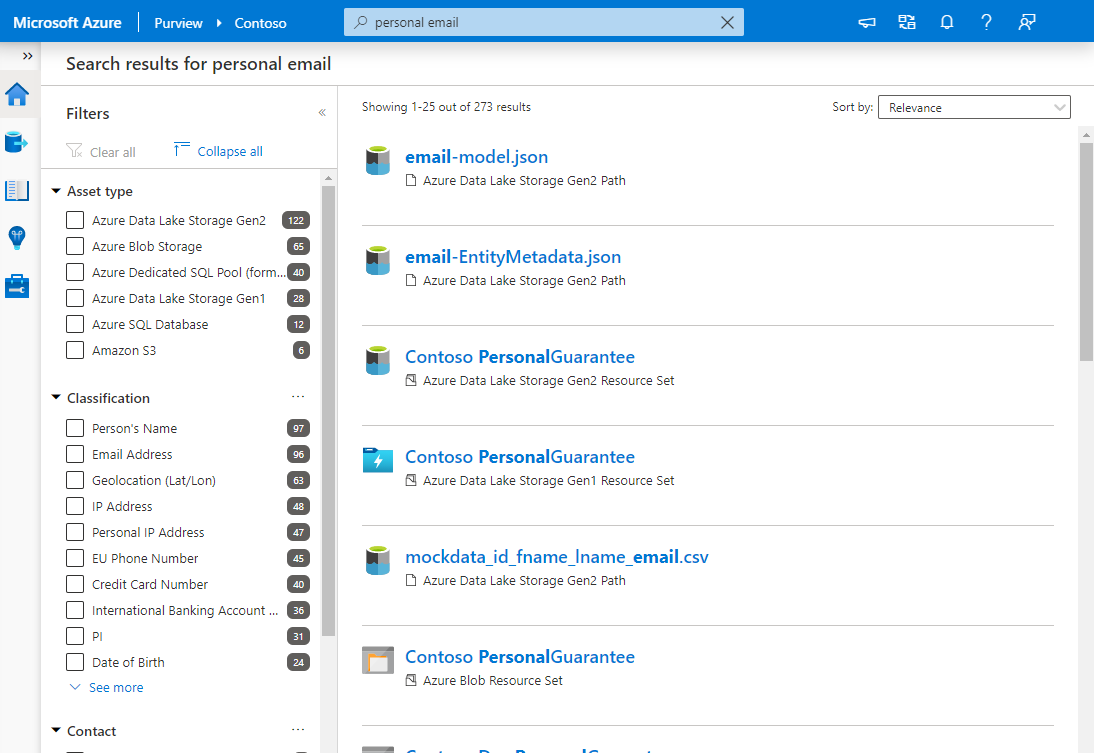 Microsoft Azure Purview Contoso
personal email
Search results for personal email
Filters
Clear all
Collapse all
Asset type
Azure Data Lake Storage Gen2 122
Azure Blob Storage 65
Azure Dedicated SQL Pool (form... 40
Azure Data Lake Storage Gen1 28
Azure SQL Database 12
Amazon S3 6
Classification
Person's Name 97
Email Address 96
Geolocation (Lat/Lon) 63
IP Address 48
Personal IP Address 47
EU Phone Number 45
Credit Card Number 40
International Banking Account ... 36
PI 31
Date of Birth 24
See more
Contact
Showing 1-25 out of 273 results
Sort by: Relevance
email-model.json
Azure Data Lake Storage Gen2 Path
email-EntityMetadata.json
Azure Data Lake Storage Gen2 Path
Contoso PersonalGuarantee
Azure Data Lake Storage Gen2 Resource Set
Contoso PersonalGuarantee
Azure Data Lake Storage Gen1 Resource Set
mockdata_id_fname_lname_email.csv
Azure Data Lake Storage Gen2 Path
Contoso PersonalGuarantee
Azure Blob Resource Set